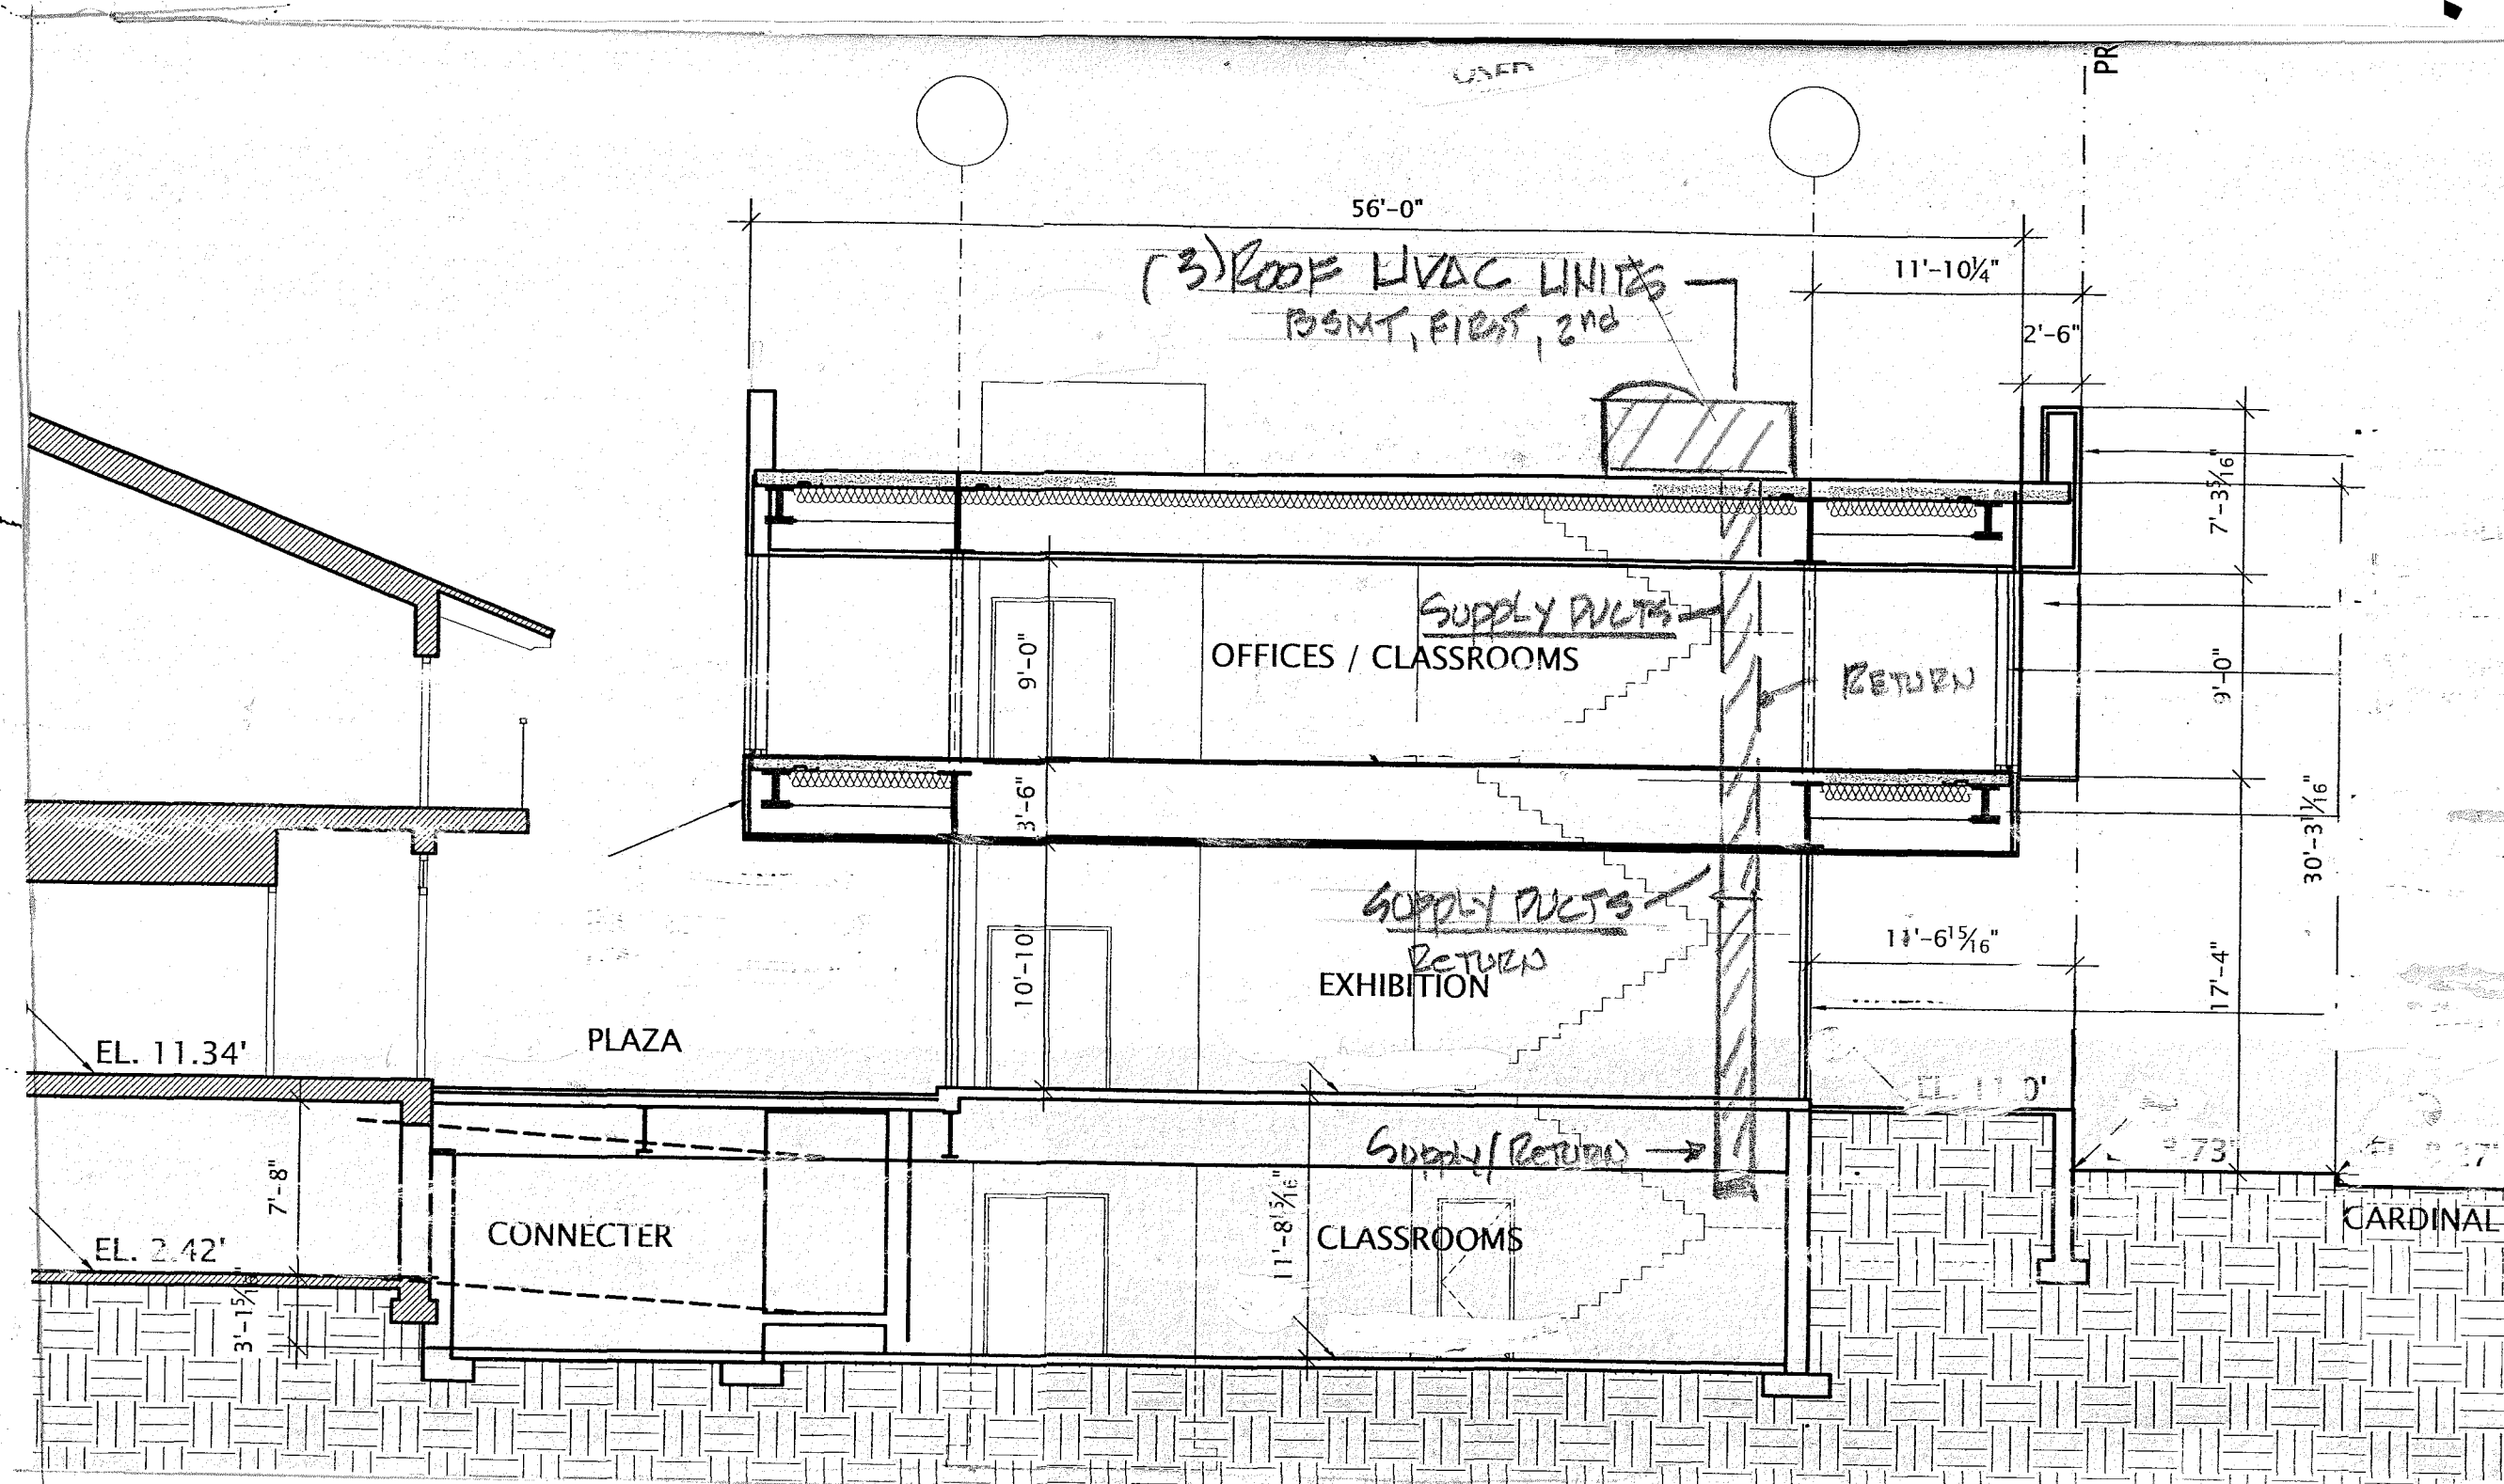 USED
PR
56'-0"
11'-10¼"
(3) ROOF HVAC UNITS
BSMT, FIRST, 2nd
2'-6"
7'-3⁵⁄₁₆"
SUPPLY DUCTS
OFFICES / CLASSROOMS
9'-0"
RETURN
9'-0"
3'-6"
30'-3¹¹⁄₁₆"
SUPPLY DUCTS
RETURN
EXHIBITION
10'-10"
11'-6¹⁵⁄₁₆"
17'-4"
PLAZA
EL. 11.34'
SUPPLY/RETURN
7'-8"
CONNECTER
CLASSROOMS
11'-8¹⁵⁄₁₆"
CARDINAL
EL. 2.42'
3'-1⁵⁄₁₆"